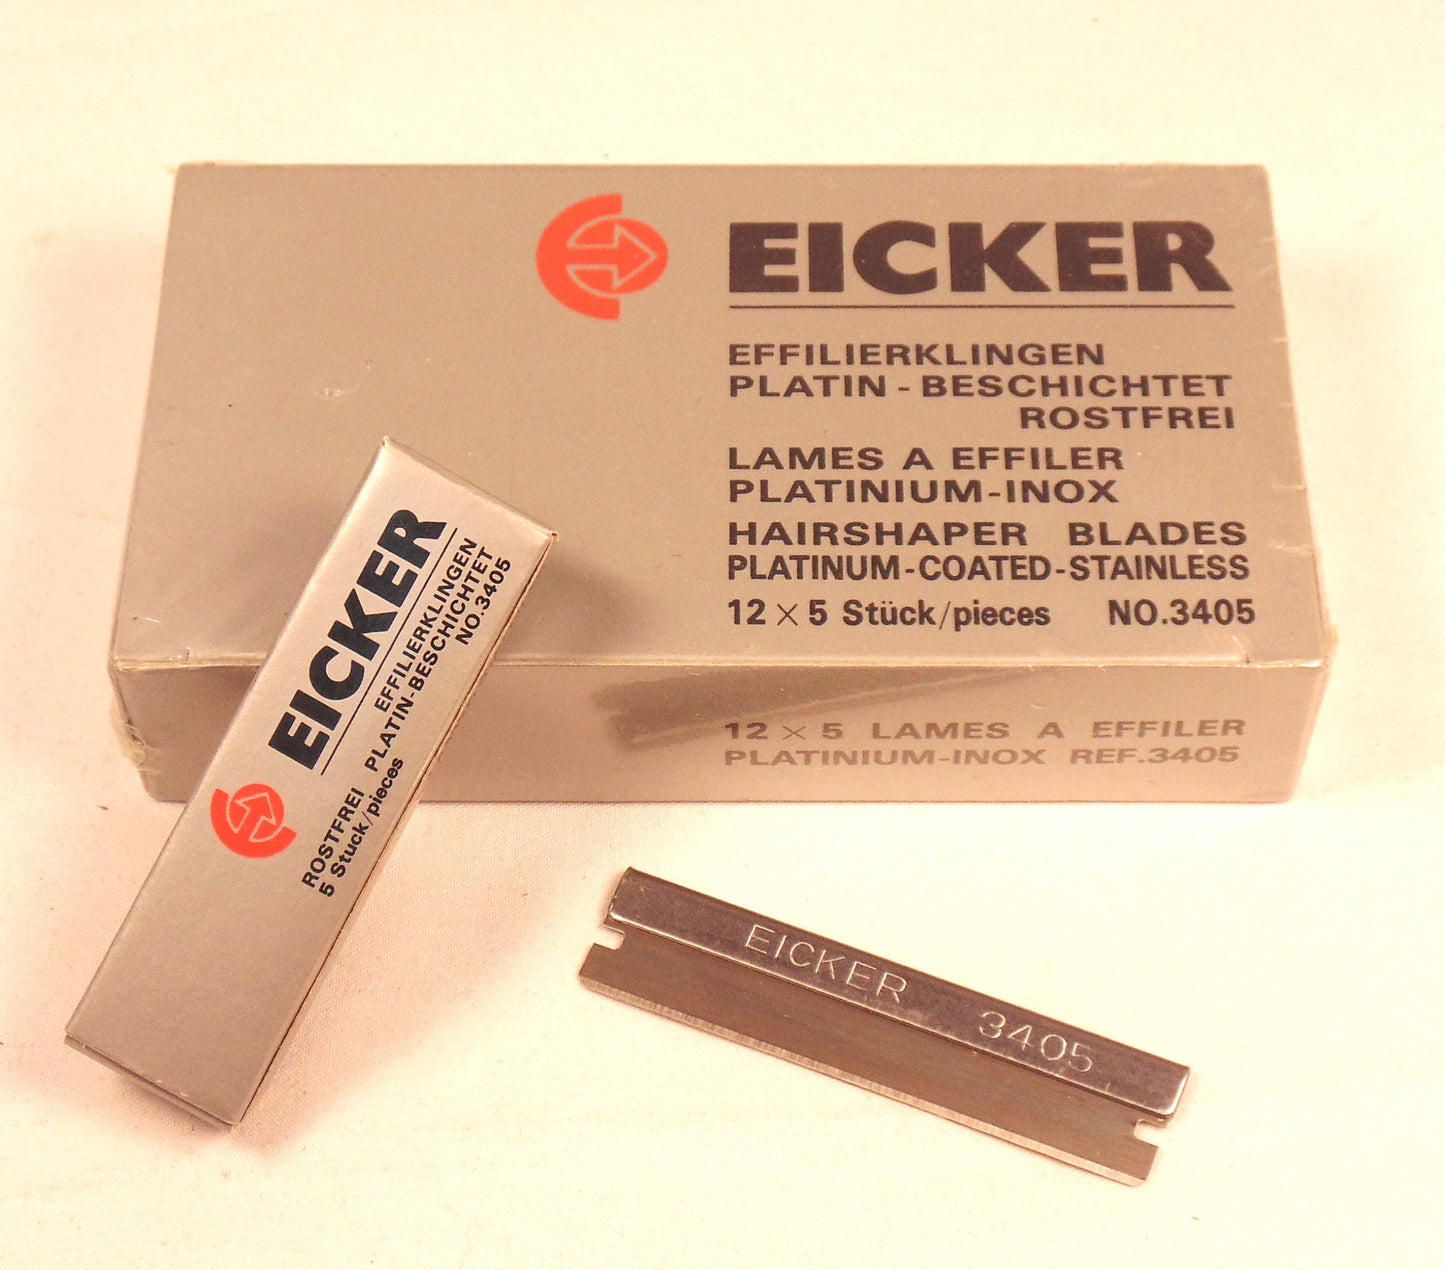 EICKER
EFFILIERKLINGEN
PLATIN-BESCHICHTET
ROSTFREI
LAMES A EFFILER
PLATINIUM-INOX
HAIRSHAPER BLADES
PLATINUM-COATED-STAINLESS
12 × 5 Stück/pieces NO.3405
12 × 5 LAMES A EFFILER
PLATINIUM-INOX REF.3405
EICKER
EFFILIERKLINGEN
ROSTFREI PLATIN-BESCHICHTET
5 Stück/pieces NO.3405
EICKER 3405